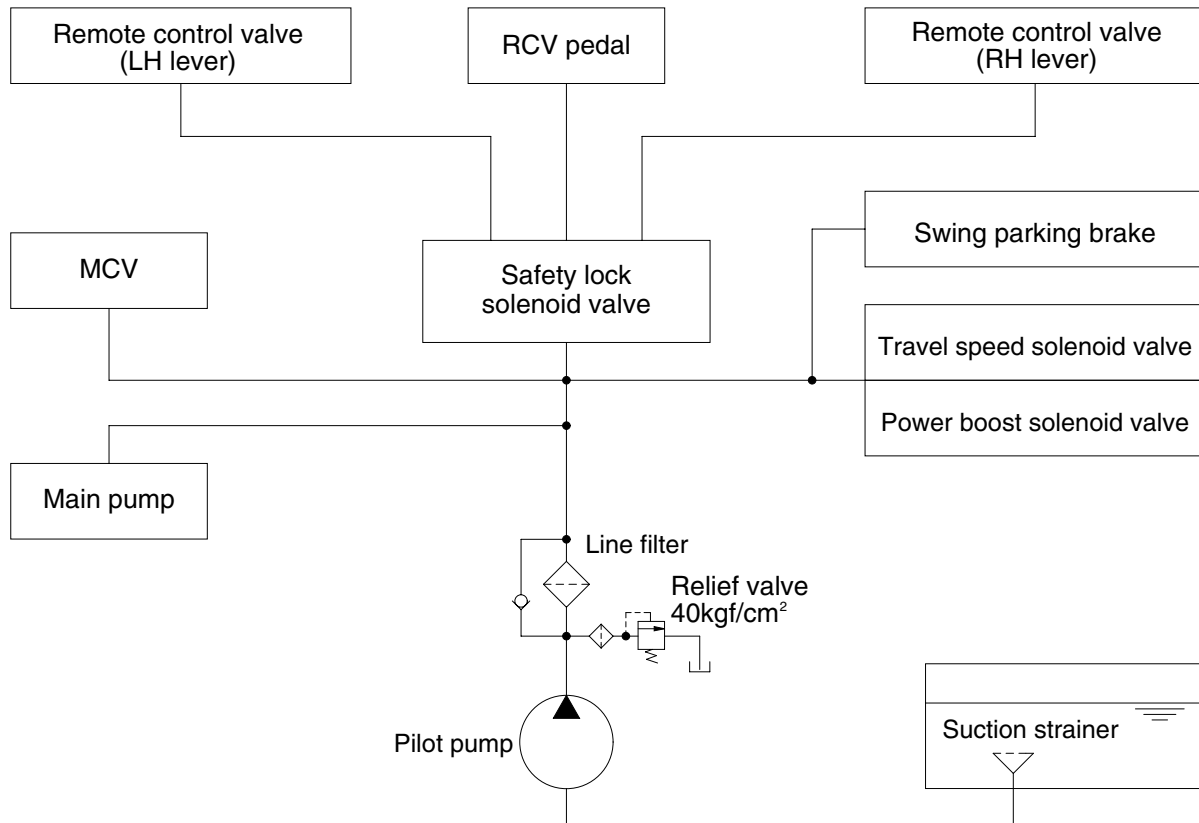 Remote control valve
(LH lever)
RCV pedal
Remote control valve
(RH lever)
Swing parking brake
MCV
Safety lock
solenoid valve
Travel speed solenoid valve
Power boost solenoid valve
Main pump
Line filter
Relief valve
40kgf/cm²
Suction strainer
Pilot pump